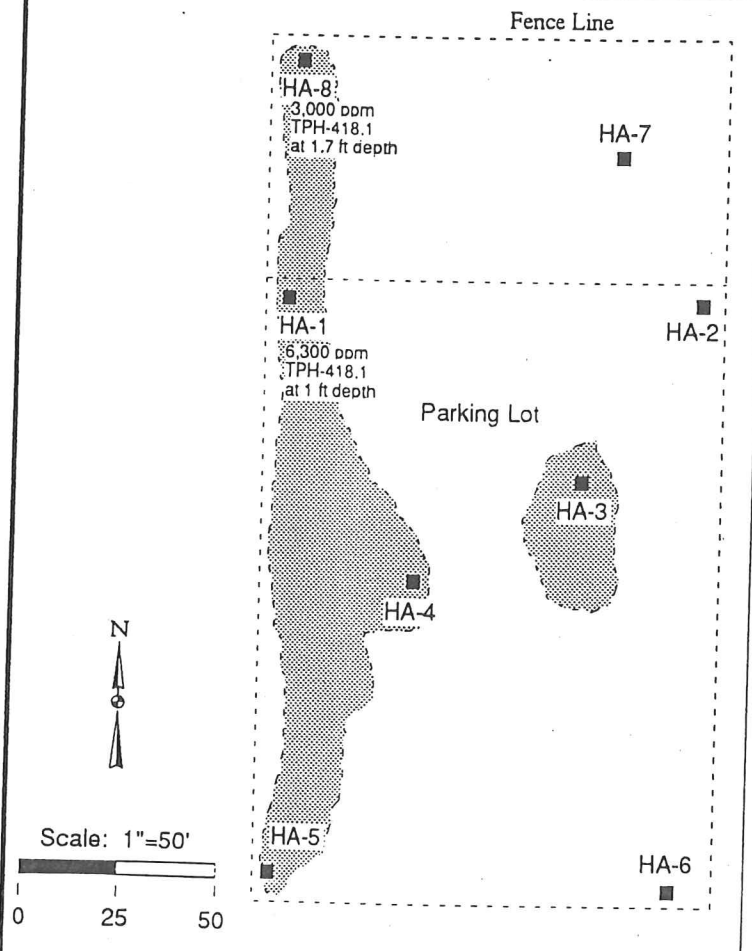 Fence Line
HA-8
3,000 ppm
TPH-418.1
at 1.7 ft depth
HA-7
HA-1
6,300 ppm
TPH-418.1
at 1 ft depth
HA-2
Parking Lot
HA-3
HA-4
N
Scale: 1"=50'
0 25 50
HA-5
HA-6